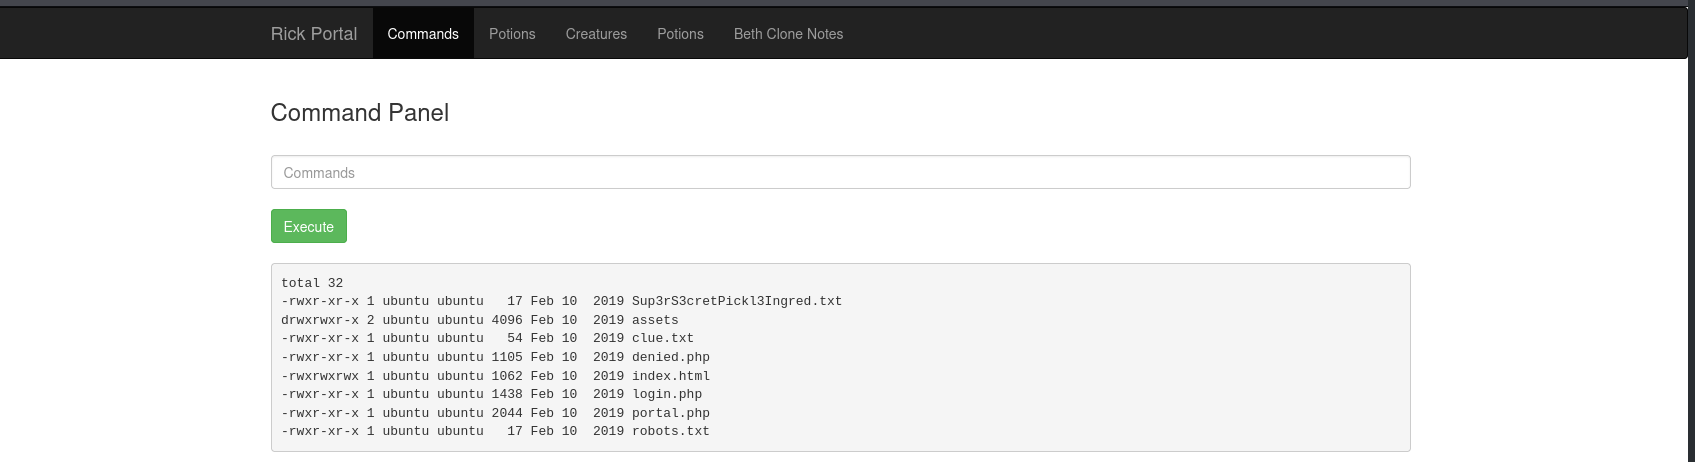 Rick Portal Commands Potions Creatures Potions Beth Clone Notes
Command Panel
Commands
Execute
total 32
-rwxr-xr-x 1 ubuntu ubuntu   17 Feb 10  2019 Sup3rS3cretPickl3Ingred.txt
drwxrwxr-x 2 ubuntu ubuntu 4096 Feb 10  2019 assets
-rwxr-xr-x 1 ubuntu ubuntu   54 Feb 10  2019 clue.txt
-rwxr-xr-x 1 ubuntu ubuntu 1105 Feb 10  2019 denied.php
-rwxrwxrwx 1 ubuntu ubuntu 1062 Feb 10  2019 index.html
-rwxr-xr-x 1 ubuntu ubuntu 1438 Feb 10  2019 login.php
-rwxr-xr-x 1 ubuntu ubuntu 2044 Feb 10  2019 portal.php
-rwxr-xr-x 1 ubuntu ubuntu   17 Feb 10  2019 robots.txt